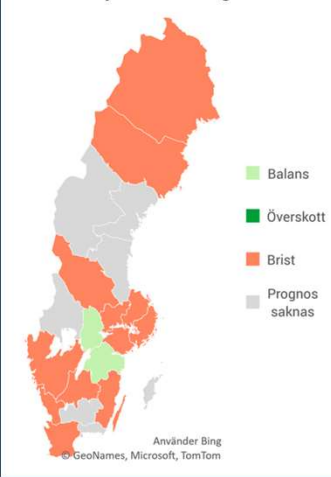 Balans
Överskott
Brist
Prognos
saknas
Använder Bing
© GeoNames, Microsoft, TomTom